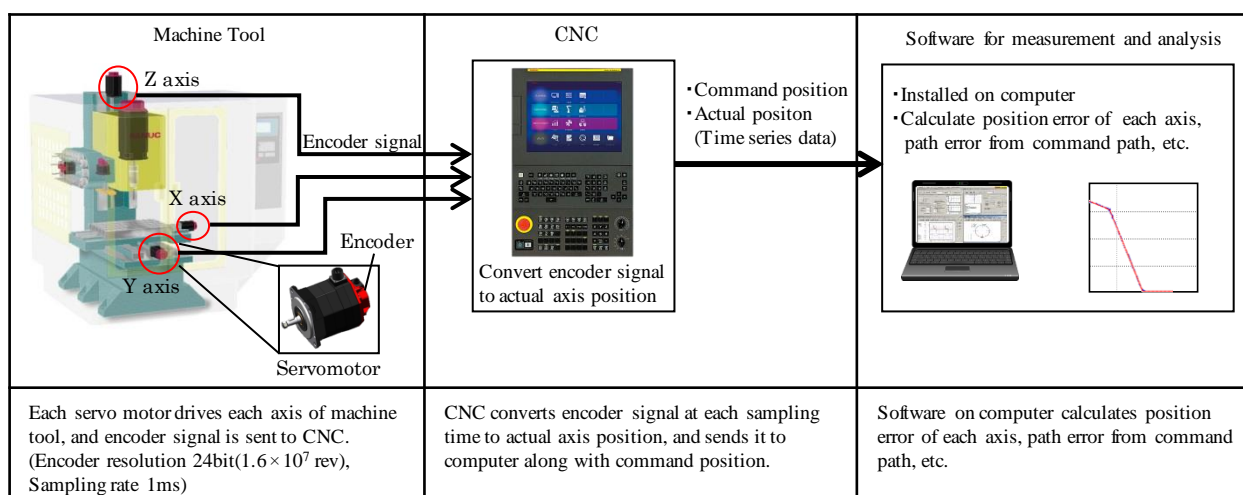 Machine Tool
Z axis
Encoder signal
X axis
Encoder
Y axis
Servomotor
CNC
Convert encoder signal
to actual axis position
・Command position
・Actual positon
(Time series data)
Software for measurement and analysis
・Installed on computer
・Calculate position error of each axis,
path error from command path, etc.
Each servo motor drives each axis of machine
tool, and encoder signal is sent to CNC.
(Encoder resolution 24bit(1.6×10⁷ rev),
Sampling rate 1ms)
CNC converts encoder signal at each sampling
time to actual axis position, and sends it to
computer along with command position.
Software on computer calculates position
error of each axis, path error from command
path, etc.